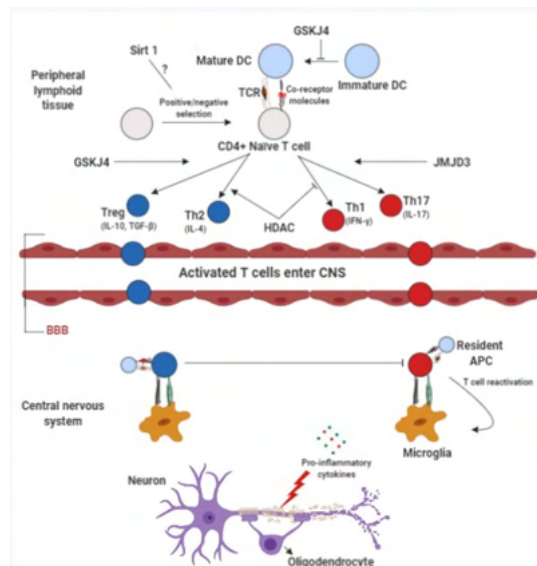 GSKJ4
Sirt 1
?
Mature DC
Immature DC
Peripheral
lymphoid
tissue
TCR
Co-receptor
molecules
Positive/negative
selection
CD4+ Naïve T cell
GSKJ4
JMJD3
Treg
(IL-10, TGF-β)
Th2
(IL-4)
HDAC
Th1
(IFN-γ)
Th17
(IL-17)
Activated T cells enter CNS
BBB
Resident
APC
T cell reactivation
Central nervous
system
Microglia
Pro-inflammatory
cytokines
Neuron
Oligodendrocyte